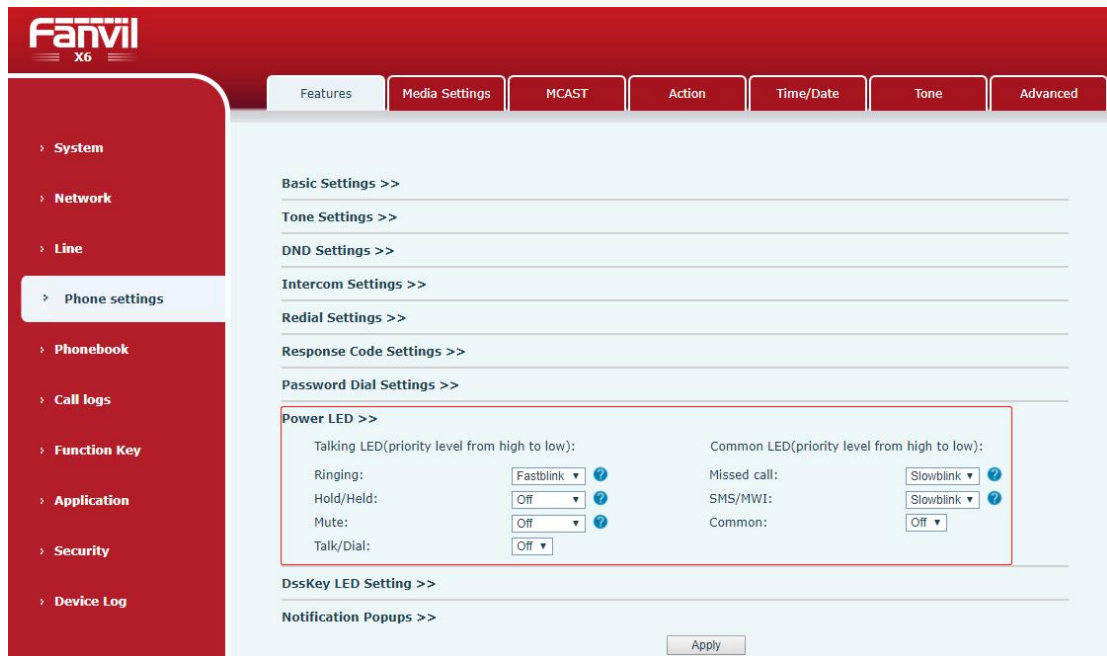 Fanvil
X6
Features Media Settings MCAST Action Time/Date Tone Advanced
› System
› Network
› Line
› Phone settings
› Phonebook
› Call logs
› Function Key
› Application
› Security
› Device Log
Basic Settings >>
Tone Settings >>
DND Settings >>
Intercom Settings >>
Redial Settings >>
Response Code Settings >>
Password Dial Settings >>
Power LED >>
Talking LED(priority level from high to low): Common LED(priority level from high to low):
Ringing: Fastblink ▼ ? Missed call: Slowblink ▼ ?
Hold/Held: Off ▼ ? SMS/MWI: Slowblink ▼ ?
Mute: Off ▼ ? Common: Off ▼
Talk/Dial: Off ▼
DssKey LED Setting >>
Notification Popups >>
Apply